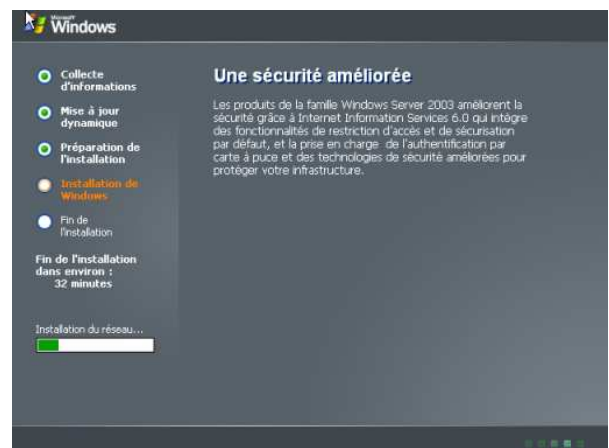 Microsoft
Windows
Collecte
d'informations
Mise à jour
dynamique
Préparation de
l'installation
Installation de
Windows
Fin de
l'installation
Fin de l'installation
dans environ :
32 minutes
Installation du réseau...
Une sécurité améliorée
Les produits de la famille Windows Server 2003 améliorent la
sécurité grâce à Internet Information Services 6.0 qui intègre
des fonctionnalités de restriction d'accès et de sécurisation
par défaut, et la prise en charge de l'authentification par
carte à puce et des technologies de sécurité améliorées pour
protéger votre infrastructure.